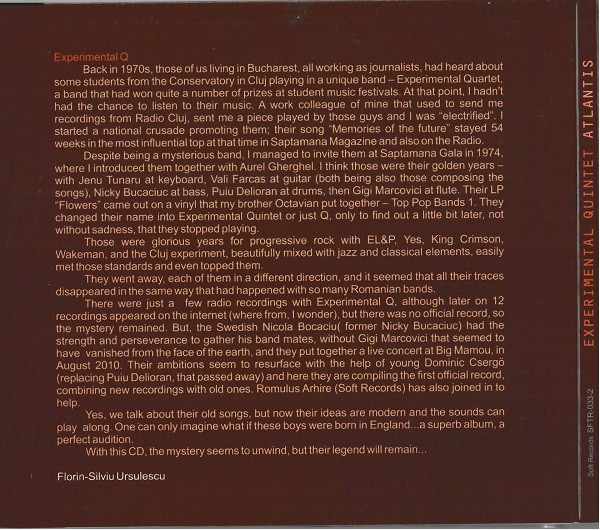 Experimental Q
Back in 1970s, those of us living in Bucharest, all working as journalists, had heard about
some students from the Conservatory in Cluj playing in a unique band – Experimental Quartet,
a band that had won quite a number of prizes at student music festivals. At that point, I hadn't
had the chance to listen to their music. A work colleague of mine that used to send me
recordings from Radio Cluj, sent me a piece played by those guys and I was “electrified”. I
started a national crusade promoting them; their song “Memories of the future” stayed 54
weeks in the most influential top at that time in Saptamana Magazine and also on the Radio.
Despite being a mysterious band, I managed to invite them at Saptamana Gala in 1974,
where I introduced them together with Aurel Gherghel. I think those were their golden years –
with Jenu Tunaru at keyboard, Vali Farcas at guitar (both being also those composing the
songs), Nicky Bucaciuc at bass, Puiu Delioran at drums, then Gigi Marcovici at flute. Their LP
“Flowers” came out on a vinyl that my brother Octavian put together – Top Pop Bands 1. They
changed their name into Experimental Quintet or just Q, only to find out a little bit later, not
without sadness, that they stopped playing.
Those were glorious years for progressive rock with EL&P, Yes, King Crimson,
Wakeman, and the Cluj experiment, beautifully mixed with jazz and classical elements, easily
met those standards and even topped them.
They went away, each of them in a different direction, and it seemed that all their traces
disappeared in the same way that had happened with so many Romanian bands.
There were just a few radio recordings with Experimental Q, although later on 12
recordings appeared on the internet (where from, I wonder), but there was no official record, so
the mystery remained. But, the Swedish Nicola Bocaciu( former Nicky Bucaciuc) had the
strength and perseverance to gather his band mates, without Gigi Marcovici that seemed to
have vanished from the face of the earth, and they put together a live concert at Big Mamou, in
August 2010. Their ambitions seem to resurface with the help of young Dominic Csergö
(replacing Puiu Delioran, that passed away) and here they are compiling the first official record,
combining new recordings with old ones. Romulus Arhire (Soft Records) has also joined in to
help.
Yes, we talk about their old songs, but now their ideas are modern and the sounds can
play along. One can only imagine what if these boys were born in England...a superb album, a
perfect audition.
With this CD, the mystery seems to unwind, but their legend will remain...
Florin-Silviu Ursulescu
EXPERIMENTAL QUINTET ATLANTIS
Soft Records SFTR-033-2